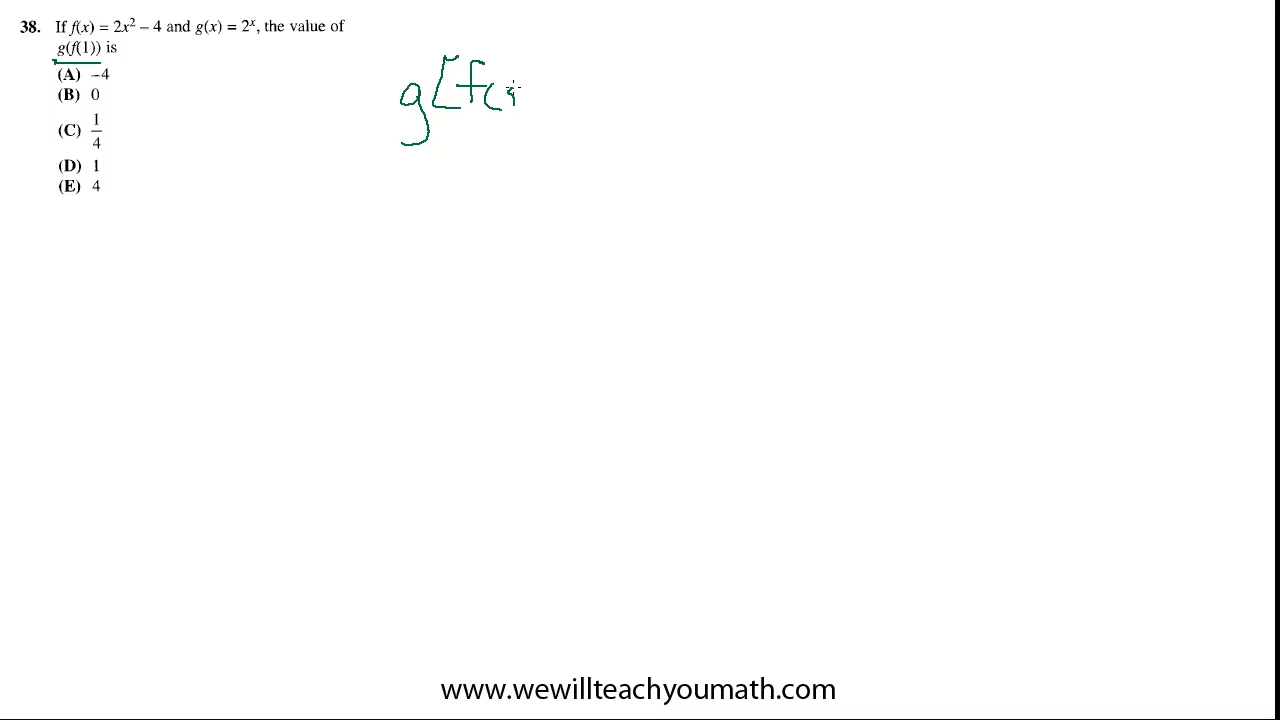 38. If f(x) = 2x² – 4 and g(x) = 2ˣ, the value of
g(f(1)) is
(A) –4
(B) 0
(C) 1/4
(D) 1
(E) 4
g[f(
www.wewillteachyoumath.com